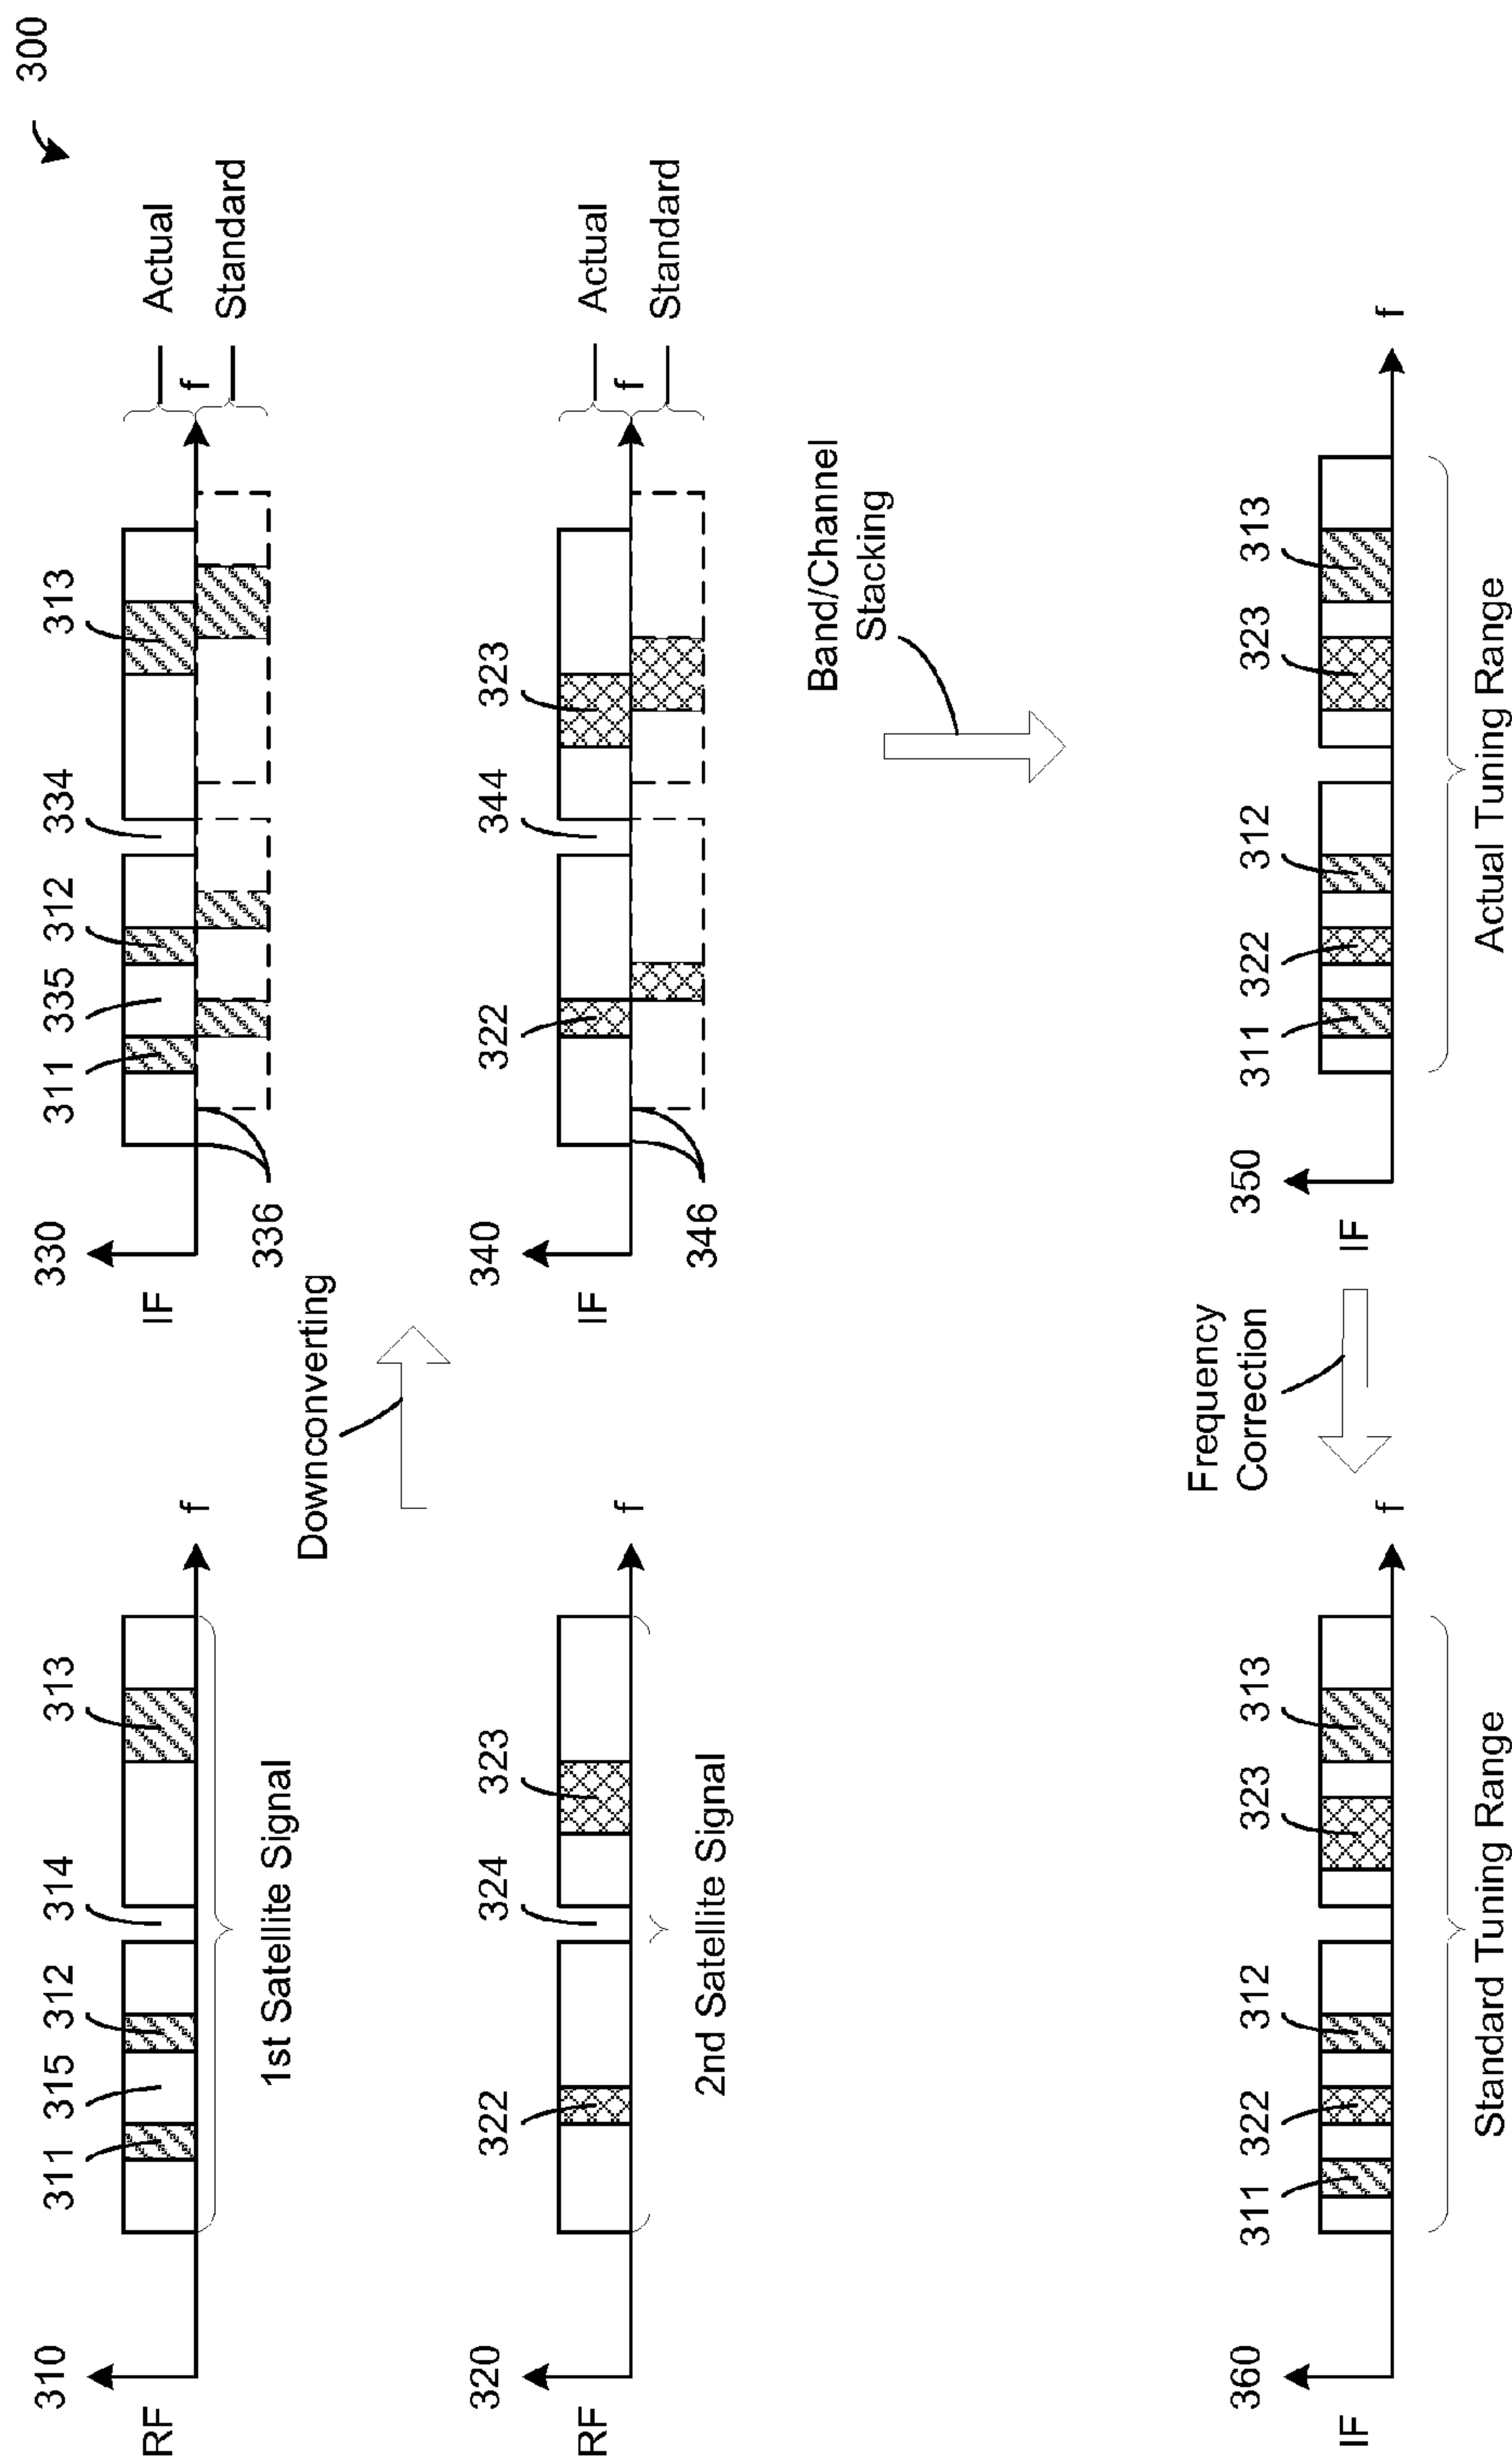 300
310
RF
311
315
312
314
313
f
1st Satellite Signal
Downconverting
330
IF
311
335
312
334
313
f
Actual
Standard
336
320
RF
322
324
323
f
2nd Satellite Signal
340
IF
322
344
323
f
Actual
Standard
346
Band/Channel
Stacking
360
IF
311
322
312
323
313
f
Standard Tuning Range
Frequency
Correction
350
IF
311
322
312
323
313
f
Actual Tuning Range